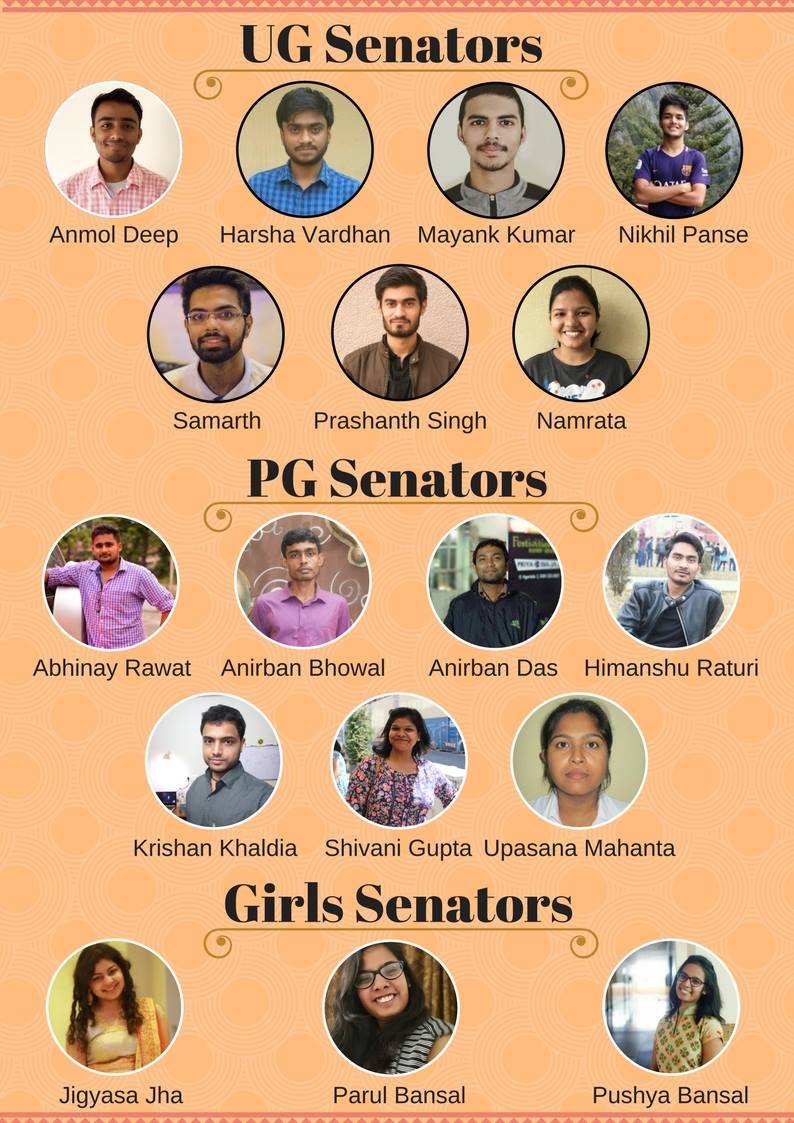 UG Senators
Anmol Deep
Harsha Vardhan
Mayank Kumar
Nikhil Panse
Samarth
Prashanth Singh
Namrata
PG Senators
Abhinay Rawat
Anirban Bhowal
Anirban Das
Himanshu Raturi
Krishan Khaldia
Shivani Gupta
Upasana Mahanta
Girls Senators
Jigyasa Jha
Parul Bansal
Pushya Bansal